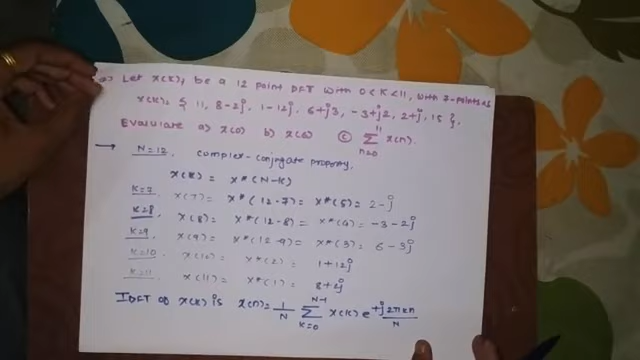 Let X(K), be a 12 point DFT with 0<K<11, with 7-points as
X(K), { 11, 8-2j, 1-12j, 6+j3, -3+j2, 2+j, 15 }.
Evaluate a) x(0) b) x(6) c) 11 Σ n=0 x(n).
→ N=12, Complex-conjugate property,
X(K) = X*(N-K)
K=7 X(7) = X*(12-7) = X*(5) = 2-j
K=8 X(8) = X*(12-8) = X*(4) = -3-2j
K=9 X(9) = X*(12-9) = X*(3) = 6-3j
K=10 X(10) = X*(2) = 1+12j
K=11 X(11) = X*(1) = 8+2j
IDFT of X(K) is x(n) = 1/N N-1 Σ K=0 X(K) e +j2πkn/N